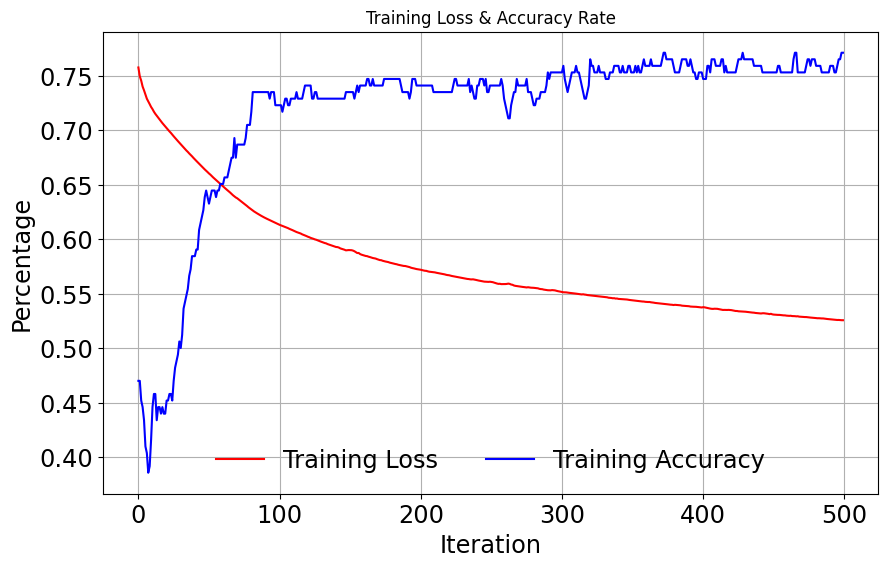 Training Loss & Accuracy Rate
Percentage
0.75
0.70
0.65
0.60
0.55
0.50
0.45
0.40
Training Loss Training Accuracy
0 100 200 300 400 500
Iteration